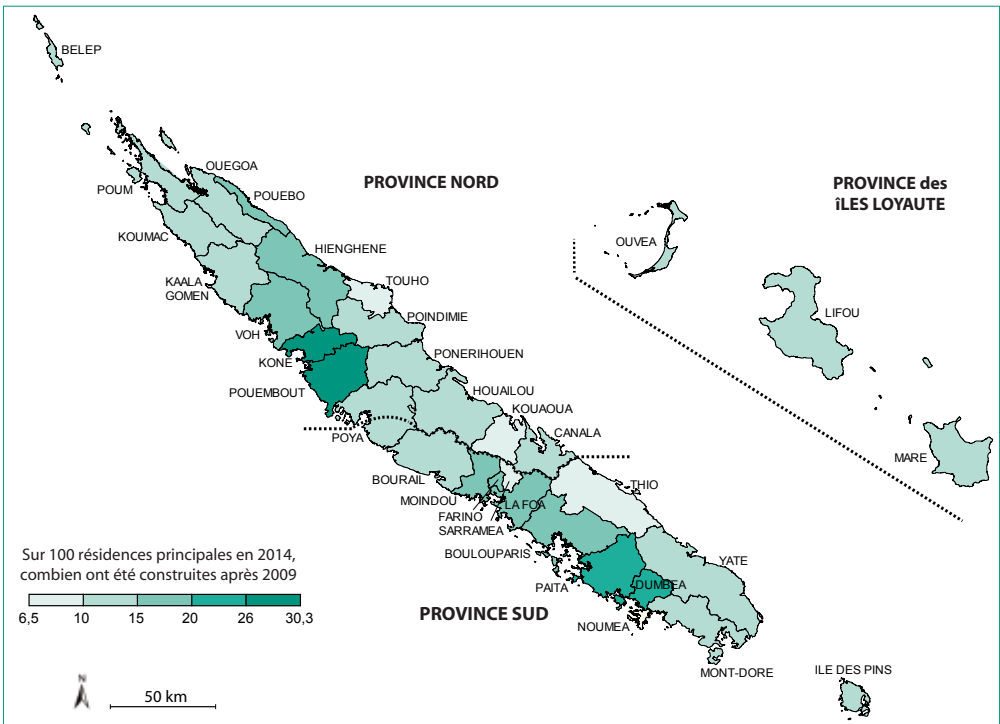 BELEP
OUEGOA
PROVINCE NORD
PROVINCE des
îLES LOYAUTE
POUM
POUEBO
KOUMAC
OUVEA
HIENGHENE
KAALA
GOMEN
TOUHO
LIFOU
POINDIMIE
VOH
KONE
PONERIHOUEN
POUEMBOUT
HOUAILOU
KOUAOUA
POYA
CANALA
MARE
BOURAIL
THIO
MOINDOU
LA FOA
FARINO
SARRAMEA
BOULOUPARIS
YATE
Sur 100 résidences principales en 2014,
combien ont été construites après 2009
6,5 10 15 20 26 30,3
PAITA
DUMBEA
PROVINCE SUD
NOUMEA
MONT-DORE
ILE DES PINS
N
50 km